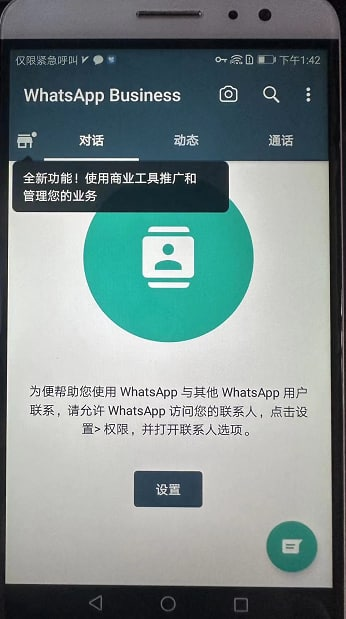 仅限紧急呼叫 下午1:42
WhatsApp Business
对话 动态 通话
全新功能！使用商业工具推广和
管理您的业务
为便帮助您使用 WhatsApp 与其他 WhatsApp 用户
联系，请允许 WhatsApp 访问您的联系人，点击设
置> 权限，并打开联系人选项。
设置